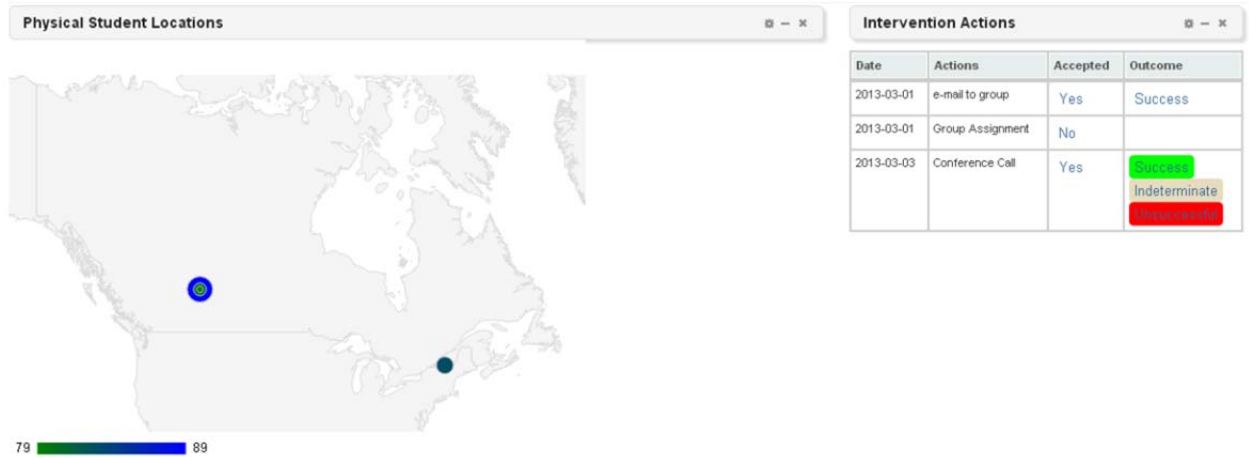 Physical Student Locations
Intervention Actions
Date Actions Accepted Outcome
2013-03-01 e-mail to group Yes Success
2013-03-01 Group Assignment No
2013-03-03 Conference Call Yes Success
Indeterminate
Unsuccessful
79 89